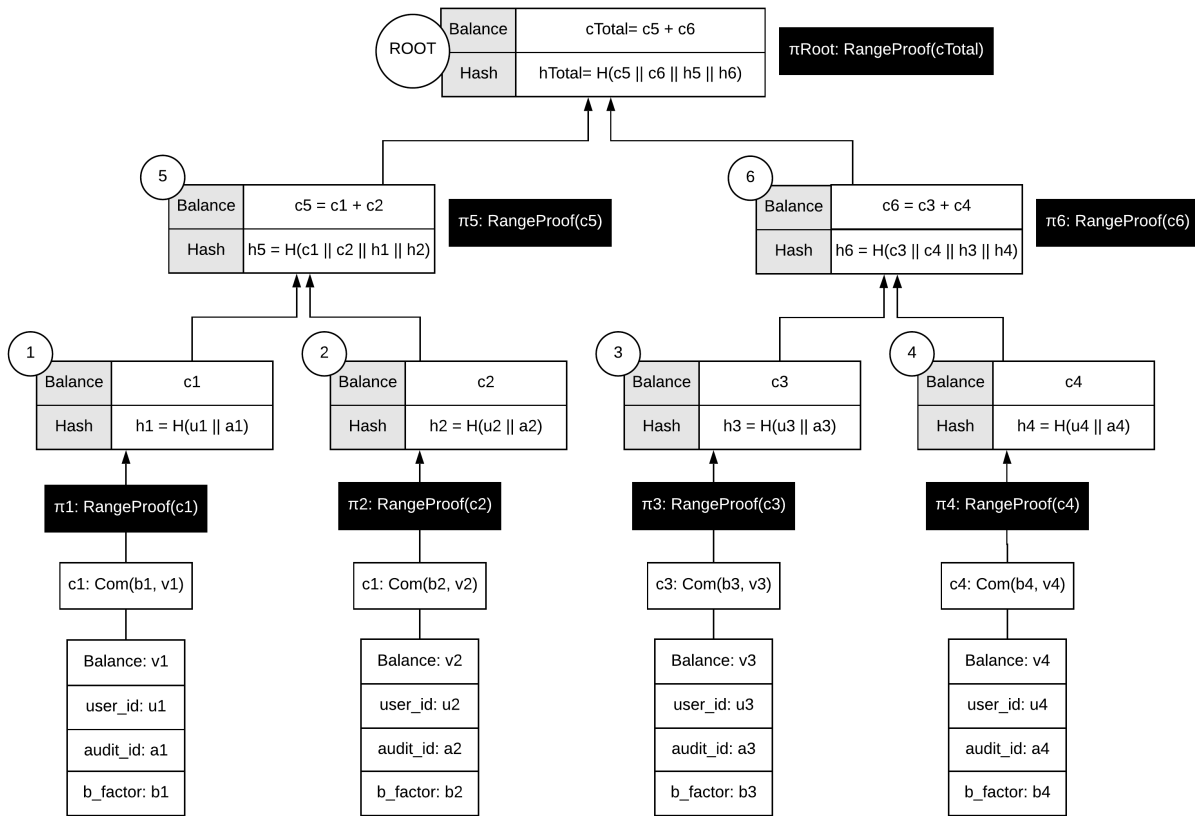 ROOT
Balance
cTotal= c5 + c6
Hash
hTotal= H(c5 || c6 || h5 || h6)
πRoot: RangeProof(cTotal)
5
Balance
c5 = c1 + c2
Hash
h5 = H(c1 || c2 || h1 || h2)
π5: RangeProof(c5)
6
Balance
c6 = c3 + c4
Hash
h6 = H(c3 || c4 || h3 || h4)
π6: RangeProof(c6)
1
Balance
c1
Hash
h1 = H(u1 || a1)
2
Balance
c2
Hash
h2 = H(u2 || a2)
3
Balance
c3
Hash
h3 = H(u3 || a3)
4
Balance
c4
Hash
h4 = H(u4 || a4)
π1: RangeProof(c1)
π2: RangeProof(c2)
π3: RangeProof(c3)
π4: RangeProof(c4)
c1: Com(b1, v1)
c1: Com(b2, v2)
c3: Com(b3, v3)
c4: Com(b4, v4)
Balance: v1
user_id: u1
audit_id: a1
b_factor: b1
Balance: v2
user_id: u2
audit_id: a2
b_factor: b2
Balance: v3
user_id: u3
audit_id: a3
b_factor: b3
Balance: v4
user_id: u4
audit_id: a4
b_factor: b4